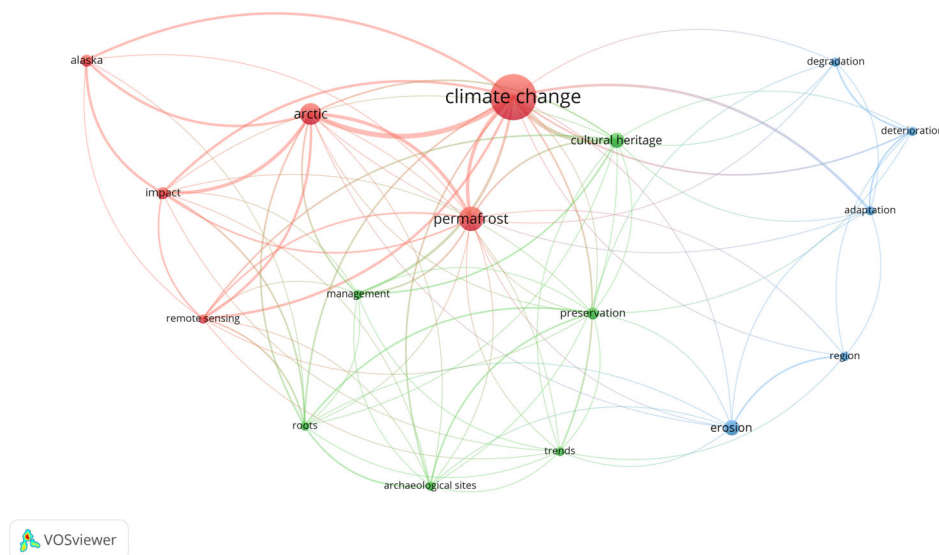 alaska
degradation
climate change
arctic
deterioration
cultural heritage
impact
adaptation
permafrost
management
preservation
remote sensing
region
roots
erosion
trends
archaeological sites
VOSviewer